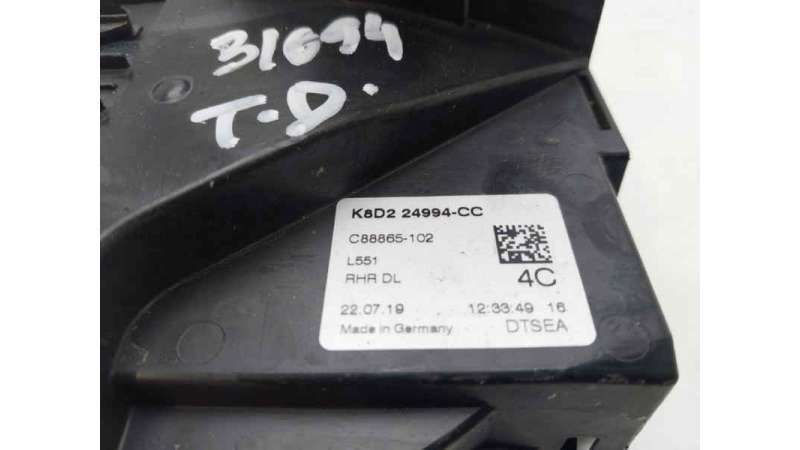 31694
T.D.
K8D2 24994-CC
C88865-102
L551
RHR DL 4C
22.07.19 12:33:49 16
Made in Germany DTSEA